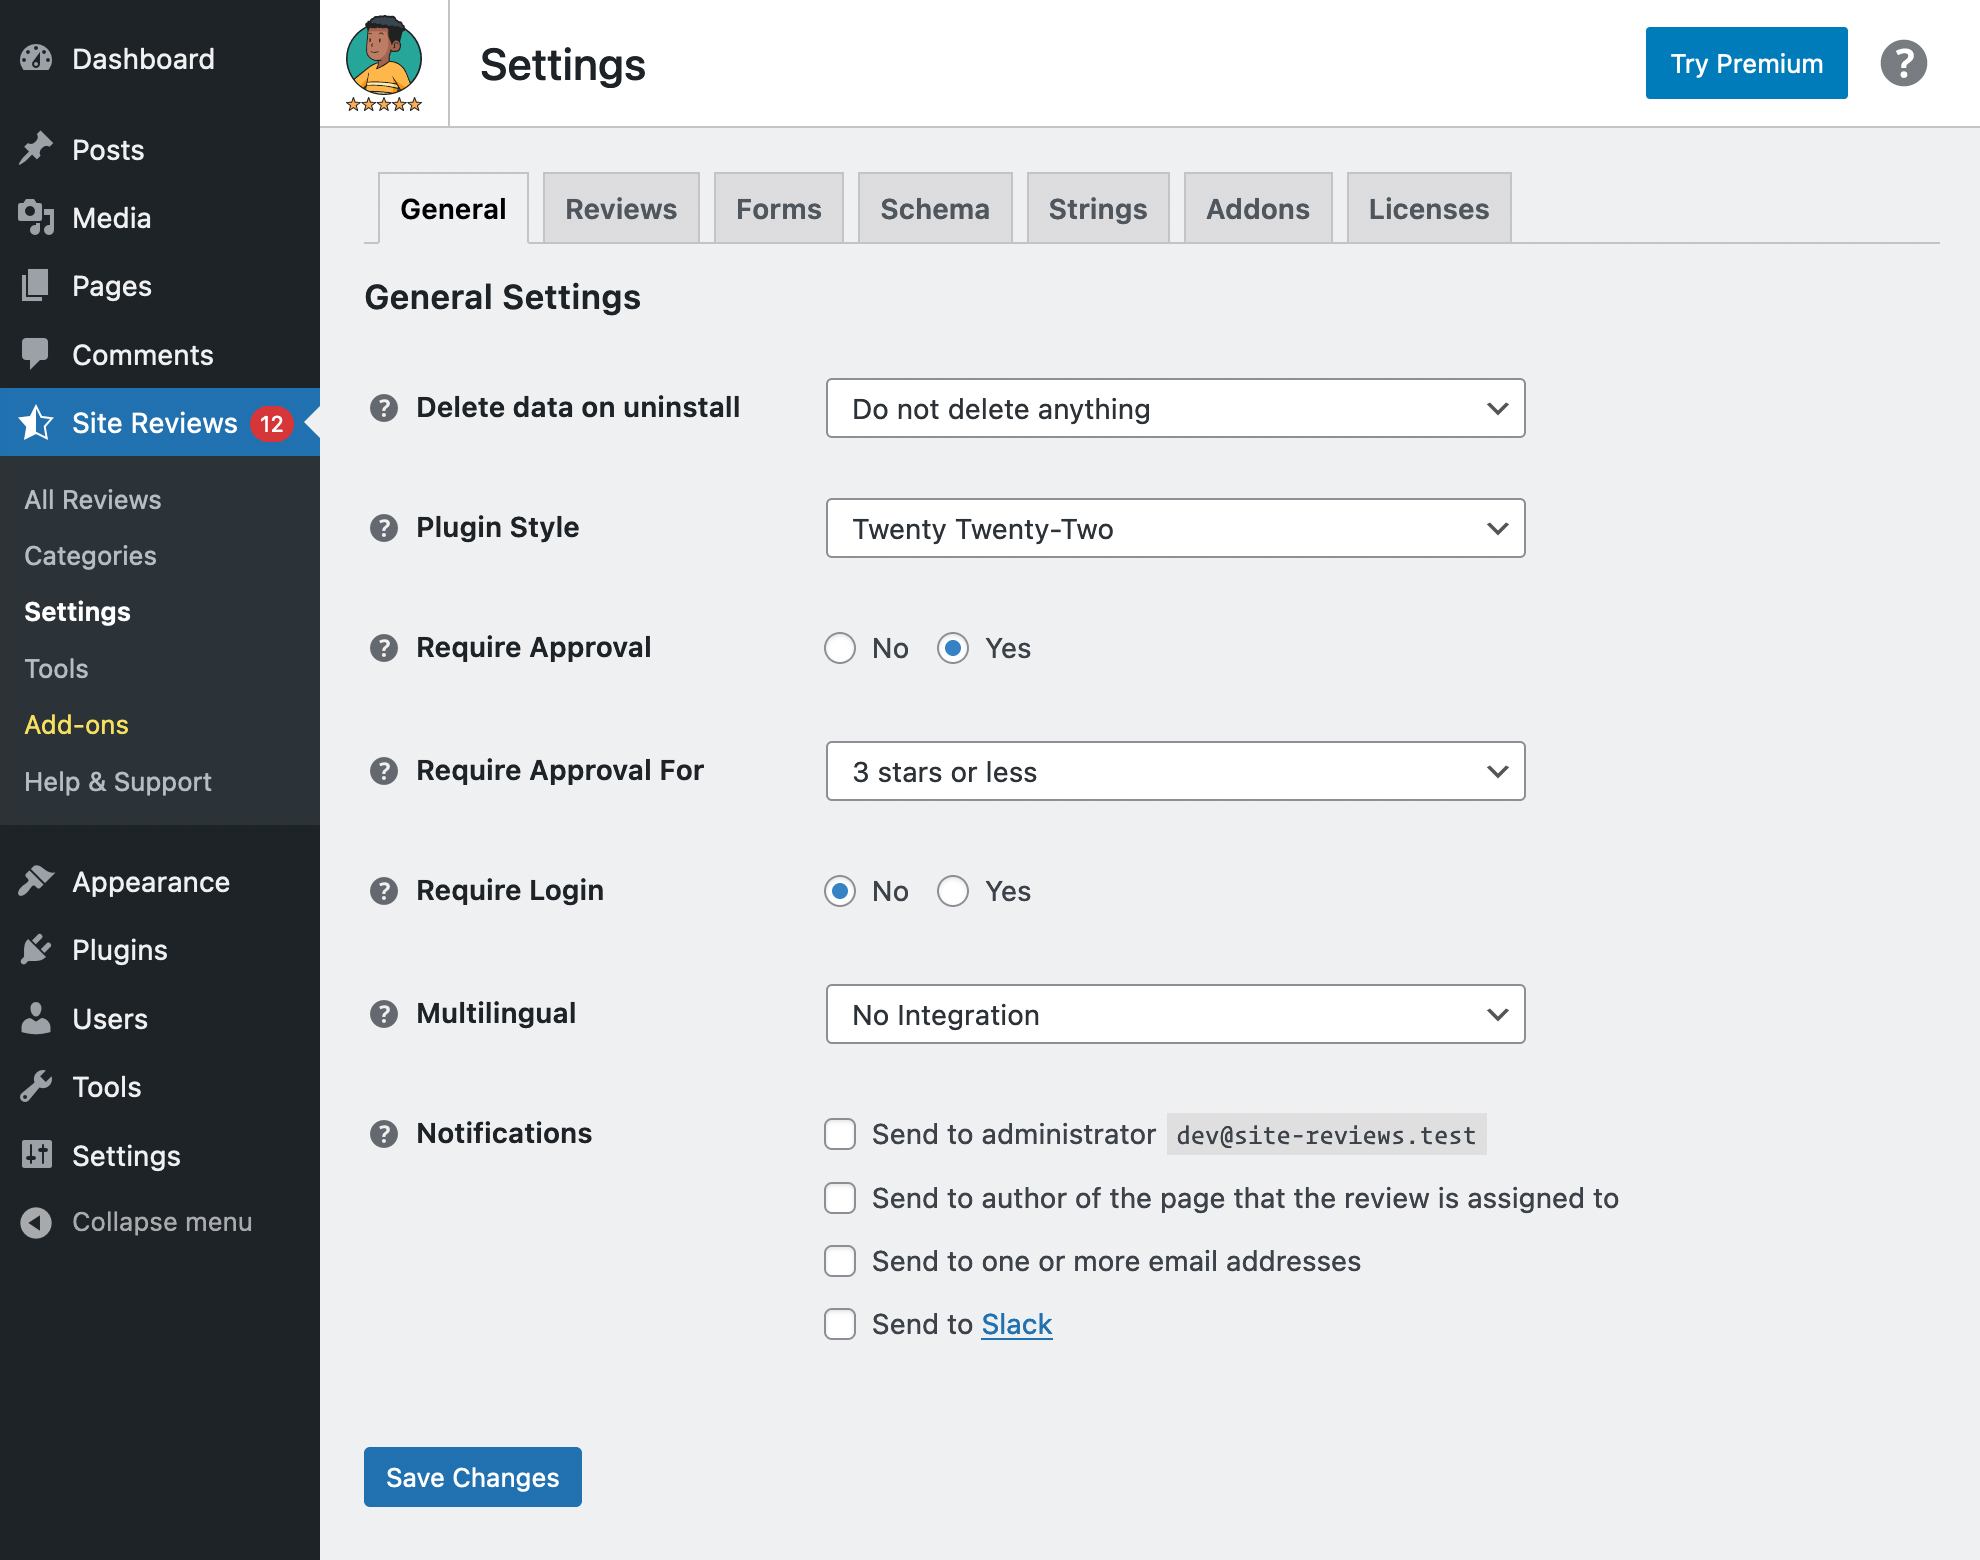 Dashboard
Posts
Media
Pages
Comments
Site Reviews 12
All Reviews
Categories
Settings
Tools
Add-ons
Help & Support
Appearance
Plugins
Users
Tools
Settings
Collapse menu
Settings
Try Premium ?
General Reviews Forms Schema Strings Addons Licenses
General Settings
? Delete data on uninstall Do not delete anything
? Plugin Style Twenty Twenty-Two
? Require Approval No Yes
? Require Approval For 3 stars or less
? Require Login No Yes
? Multilingual No Integration
? Notifications Send to administrator dev@site-reviews.test
Send to author of the page that the review is assigned to
Send to one or more email addresses
Send to Slack
Save Changes